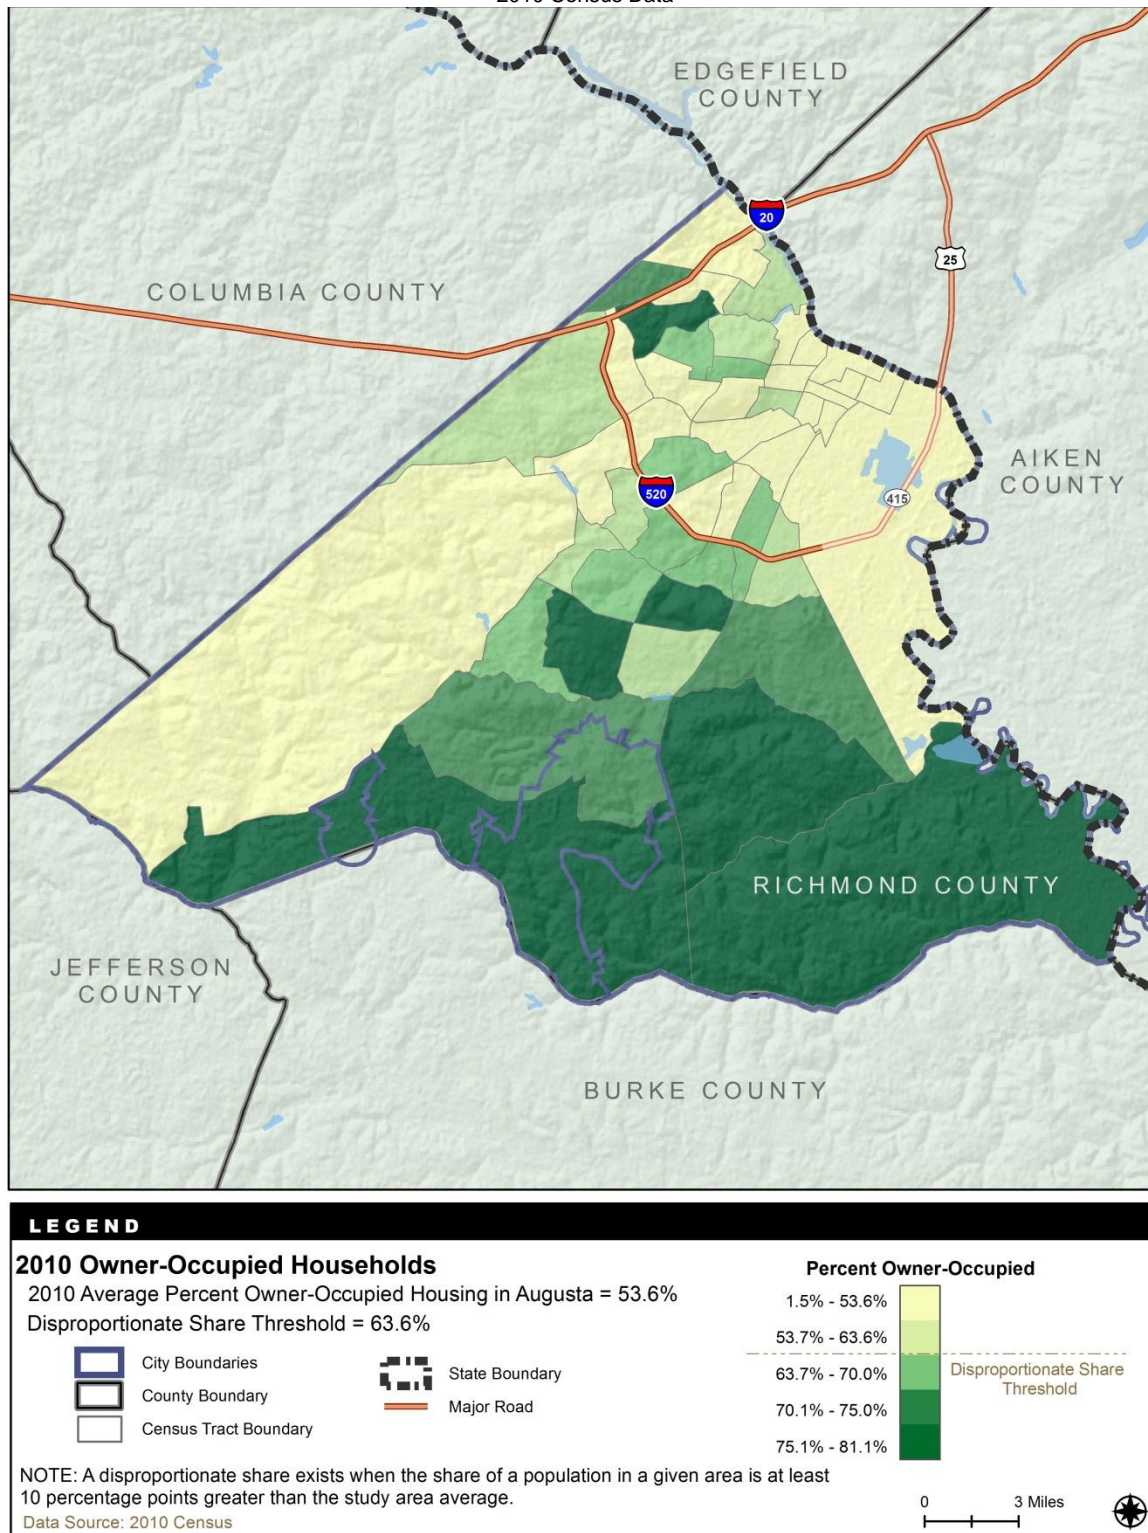 2010 Census Data
EDGEFIELD
COUNTY
20
25
COLUMBIA COUNTY
AIKEN
COUNTY
520
415
RICHMOND COUNTY
JEFFERSON
COUNTY
BURKE COUNTY
LEGEND
2010 Owner-Occupied Households
2010 Average Percent Owner-Occupied Housing in Augusta = 53.6%
Disproportionate Share Threshold = 63.6%
City Boundaries
County Boundary
Census Tract Boundary
State Boundary
Major Road
Percent Owner-Occupied
1.5% - 53.6%
53.7% - 63.6%
63.7% - 70.0%
70.1% - 75.0%
75.1% - 81.1%
Disproportionate Share
Threshold
NOTE: A disproportionate share exists when the share of a population in a given area is at least
10 percentage points greater than the study area average.
Data Source: 2010 Census
0 3 Miles